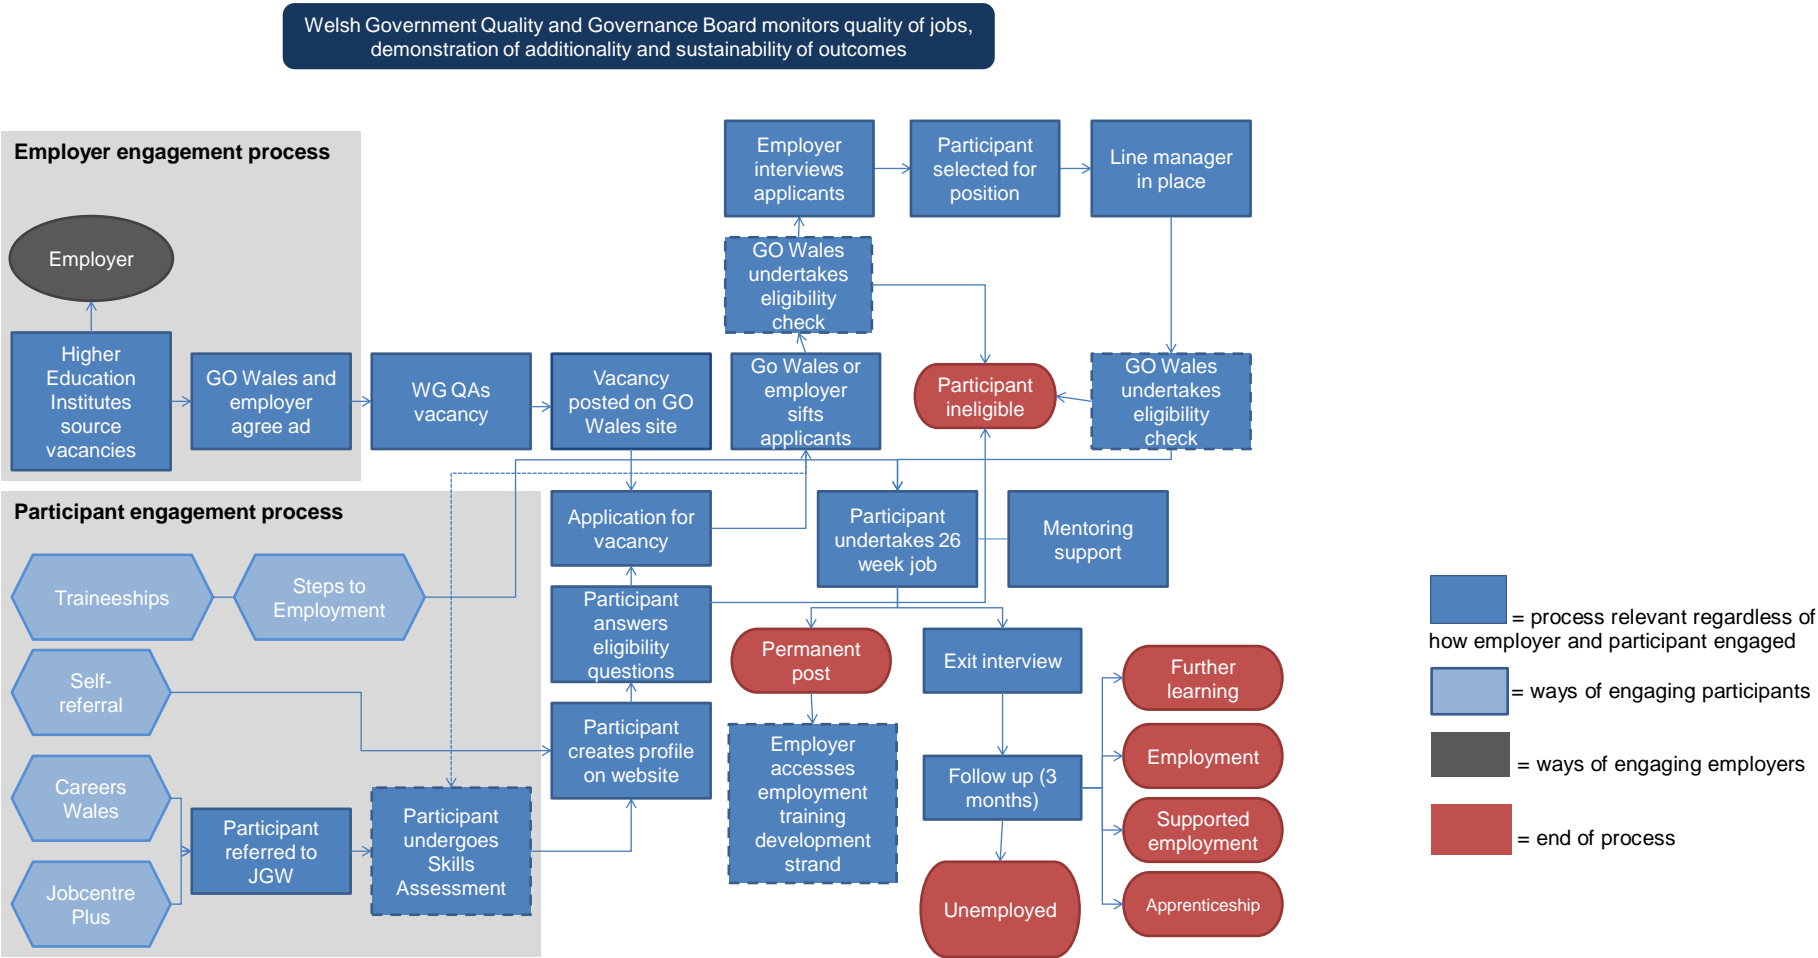 Welsh Government Quality and Governance Board monitors quality of jobs,
demonstration of additionality and sustainability of outcomes
Employer engagement process
Employer
Higher
Education
Institutes
source
vacancies
GO Wales and
employer
agree ad
WG QAs
vacancy
Vacancy
posted on GO
Wales site
Go Wales or
employer
sifts
applicants
GO Wales
undertakes
eligibility
check
Employer
interviews
applicants
Participant
selected for
position
Line manager
in place
GO Wales
undertakes
eligibility
check
Participant
ineligible
Participant engagement process
Traineeships
Steps to
Employment
Self-
referral
Careers
Wales
Jobcentre
Plus
Participant
referred to
JGW
Participant
undergoes
Skills
Assessment
Participant
creates profile
on website
Participant
answers
eligibility
questions
Application for
vacancy
Participant
undertakes 26
week job
Mentoring
support
Permanent
post
Employer
accesses
employment
training
development
strand
Exit interview
Follow up (3
months)
Unemployed
Further
learning
Employment
Supported
employment
Apprenticeship
= process relevant regardless of
how employer and participant engaged
= ways of engaging participants
= ways of engaging employers
= end of process